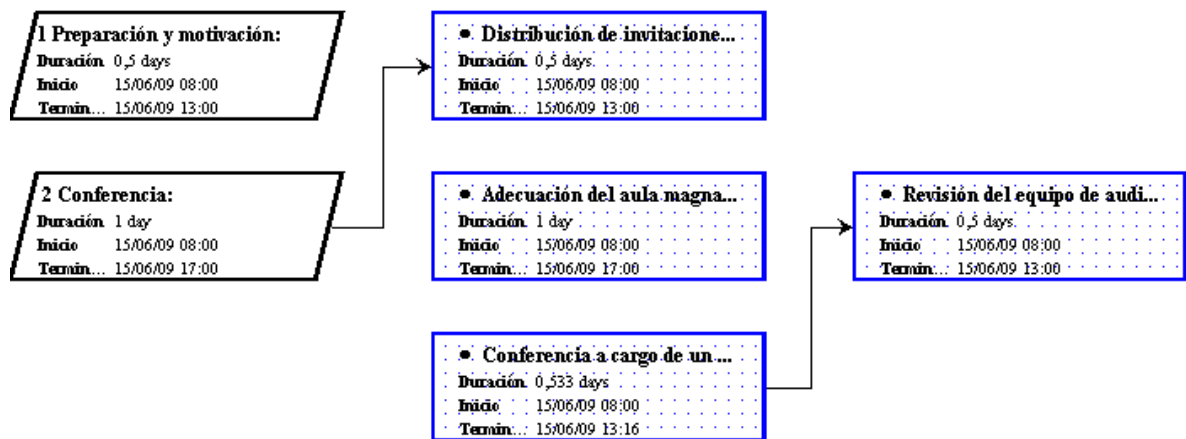 1 Preparación y motivación:
Duración 0,5 days
Inicio 15/06/09 08:00
Termin... 15/06/09 13:00
• Distribución de invitacione...
Duración 0,5 days
Inicio 15/06/09 08:00
Termin... 15/06/09 13:00
2 Conferencia:
Duración 1 day
Inicio 15/06/09 08:00
Termin... 15/06/09 17:00
• Adecuación del aula magna...
Duración 1 day
Inicio 15/06/09 08:00
Termin... 15/06/09 17:00
• Revisión del equipo de audi...
Duración 0,5 days
Inicio 15/06/09 08:00
Termin... 15/06/09 13:00
• Conferencia a cargo de un ...
Duración 0,533 days
Inicio 15/06/09 08:00
Termin... 15/06/09 13:16